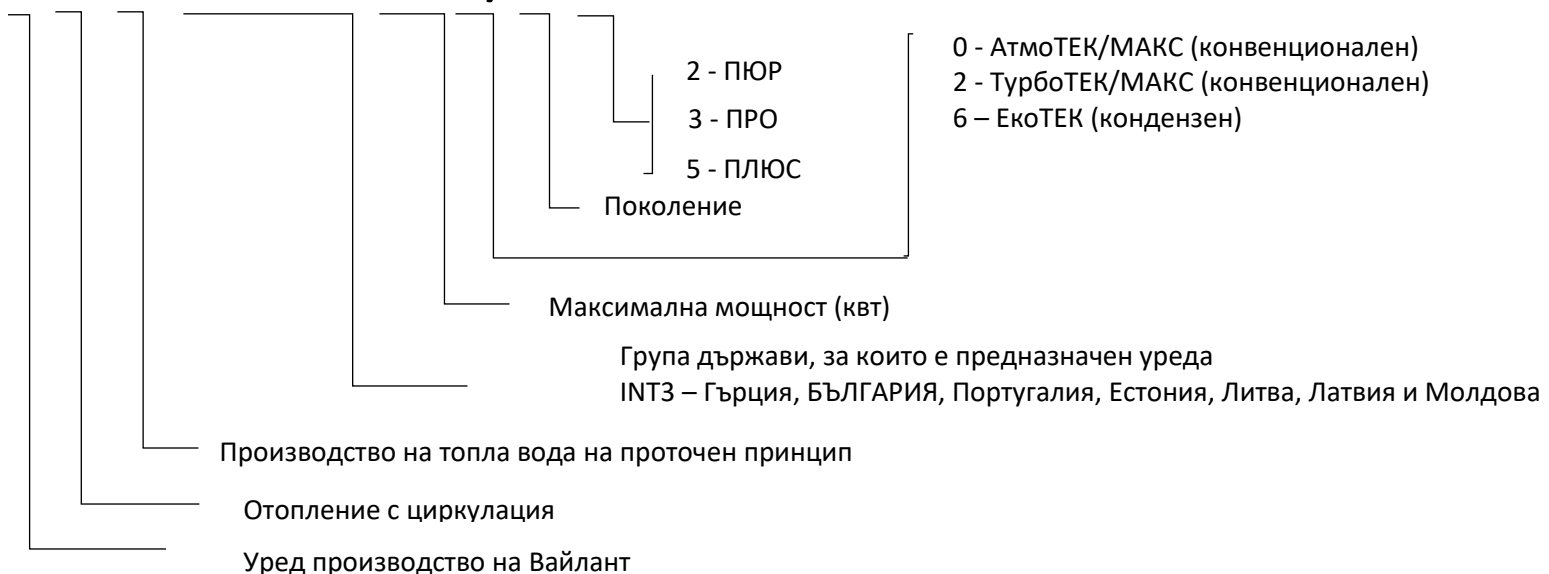 0 - АтмоТЕК/МАКС (конвенционален)
2 - ПЮР
2 - ТурбоТЕК/МАКС (конвенционален)
3 - ПРО
6 – ЕкоТЕК (кондензен)
5 - ПЛЮС
Поколение
Максимална мощност (квт)
Група държави, за които е предназначен уреда
INT3 – Гърция, БЪЛГАРИЯ, Португалия, Естония, Литва, Латвия и Молдова
Производство на топла вода на проточен принцип
Отопление с циркулация
Уред производство на Вайлант